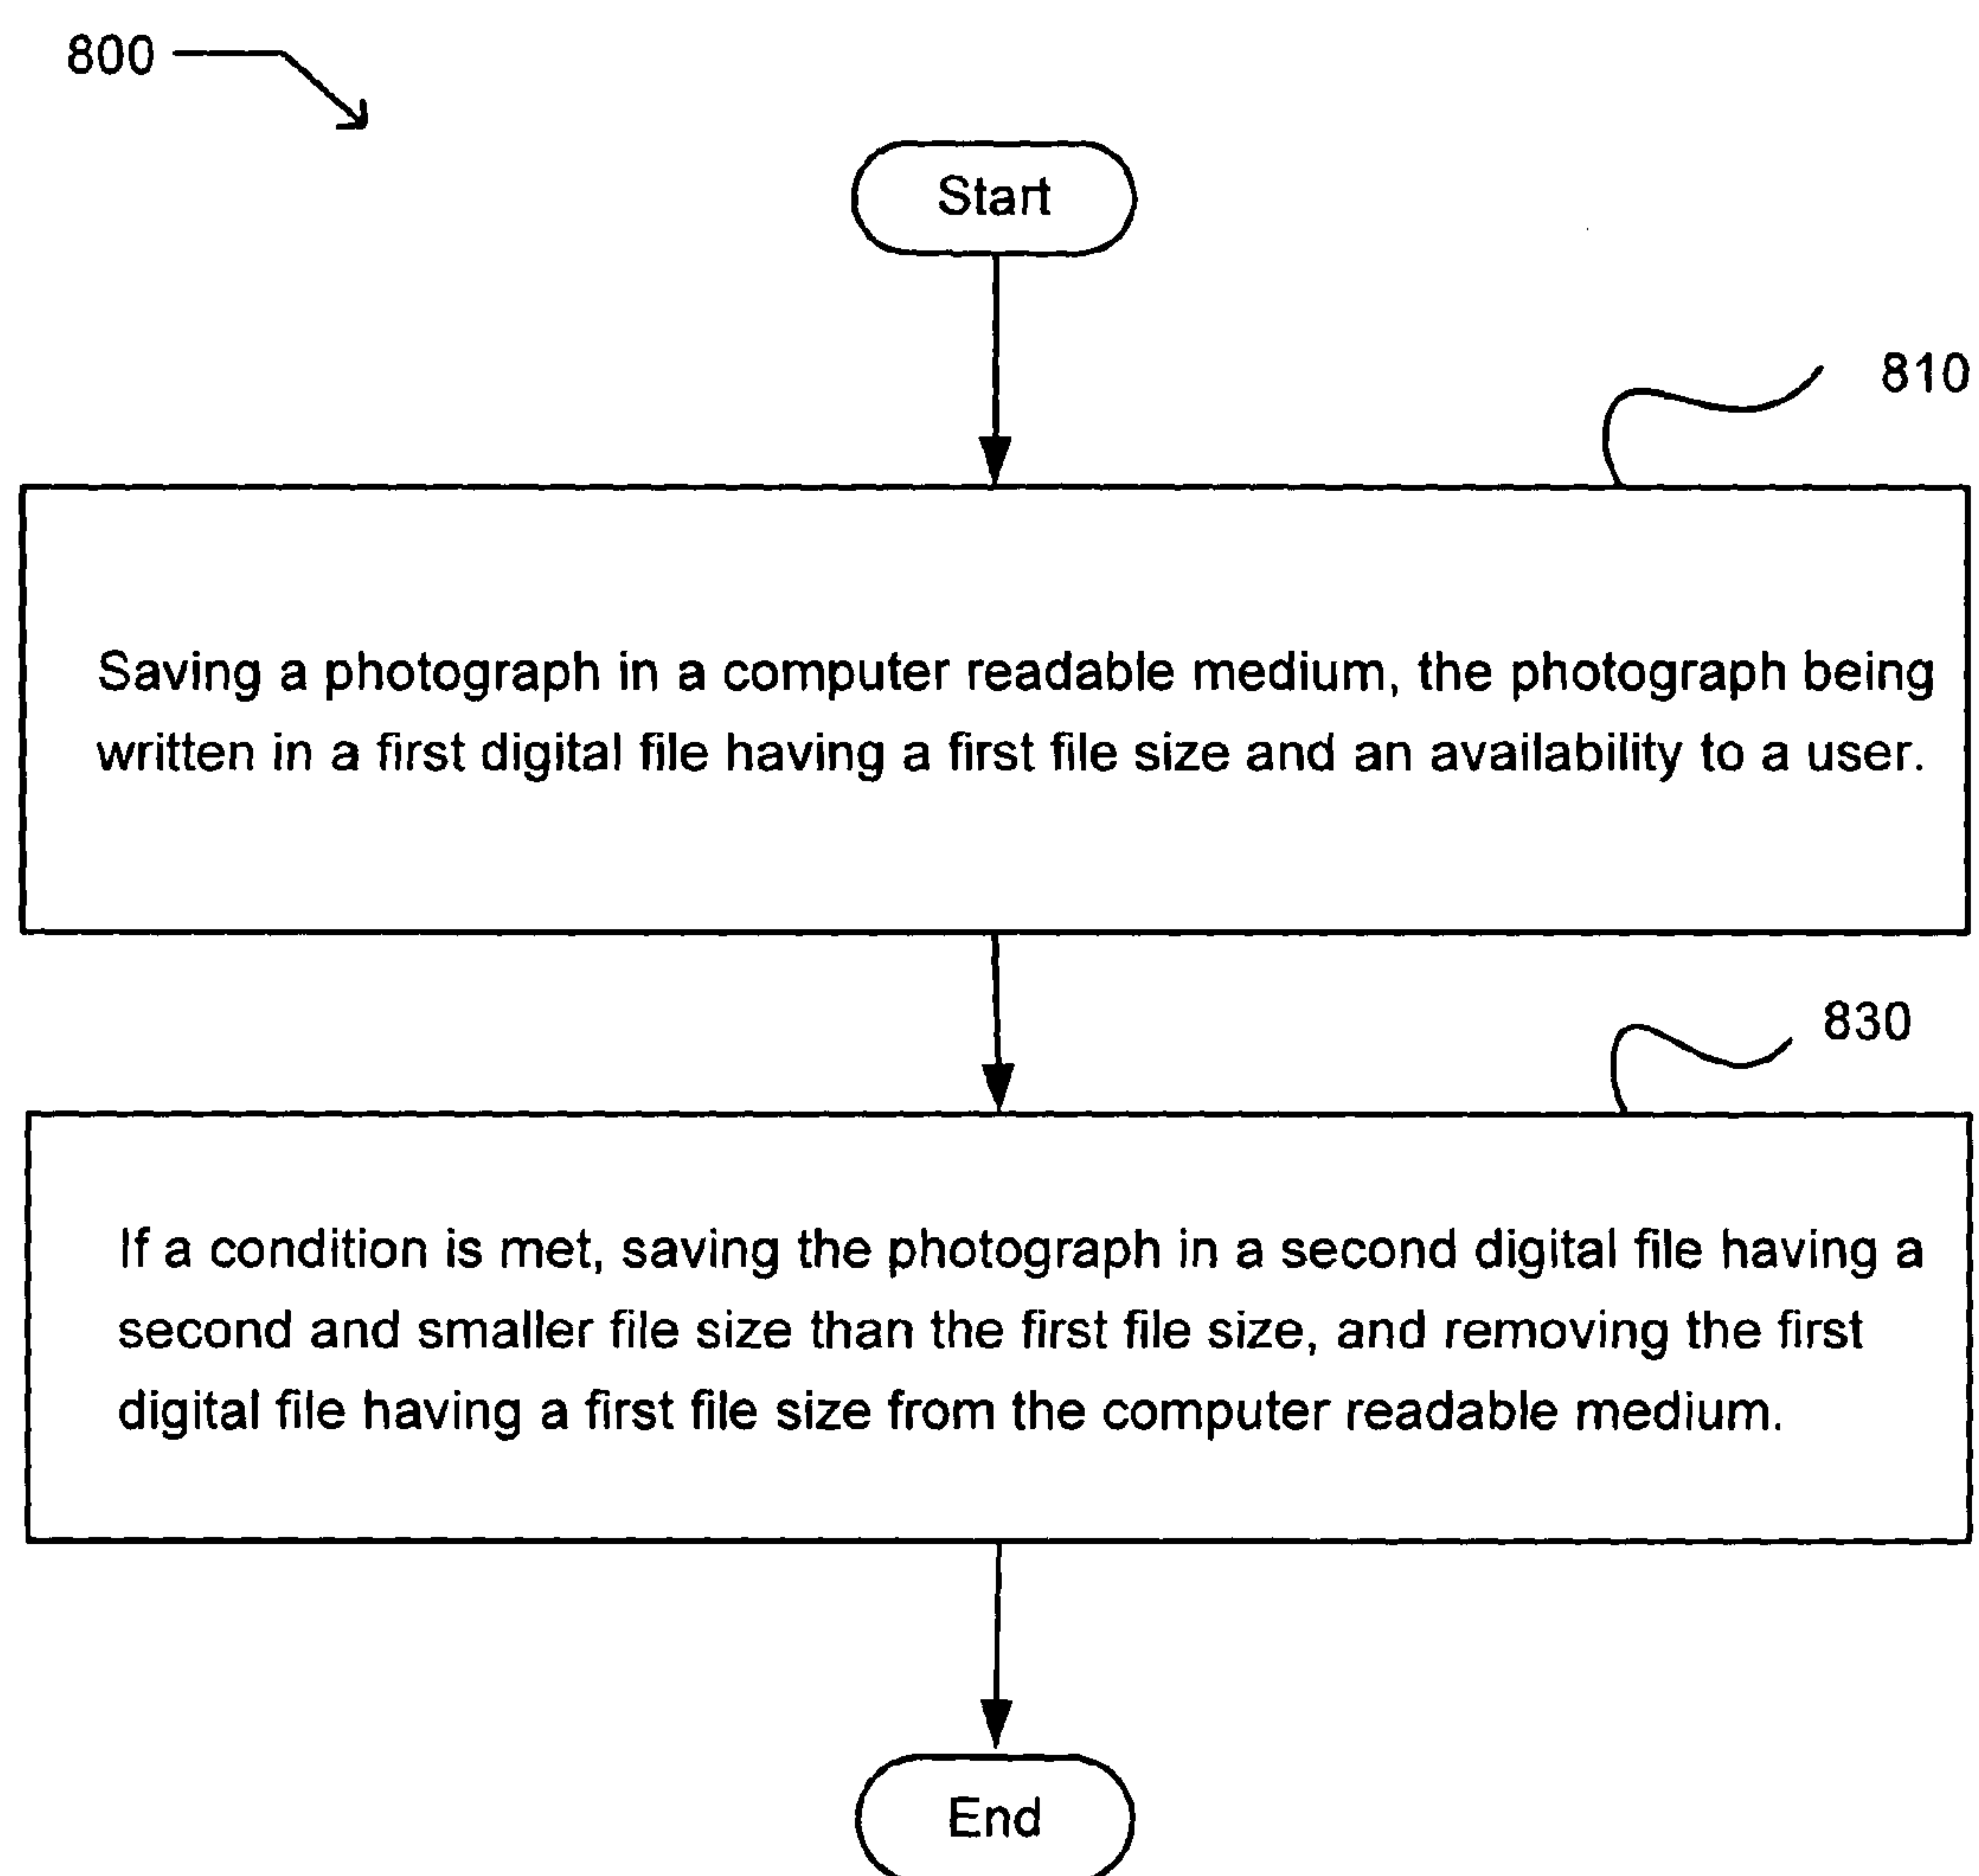 800
Start
810
Saving a photograph in a computer readable medium, the photograph being
written in a first digital file having a first file size and an availability to a user.
830
If a condition is met, saving the photograph in a second digital file having a
second and smaller file size than the first file size, and removing the first
digital file having a first file size from the computer readable medium.
End